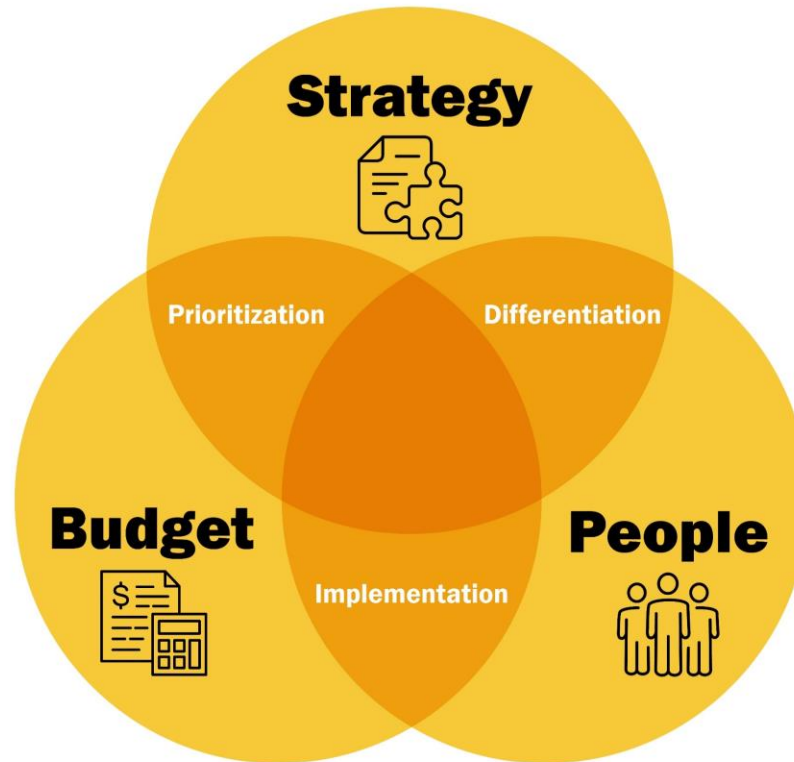 Strategy
Prioritization
Differentiation
Budget
People
$
Implementation